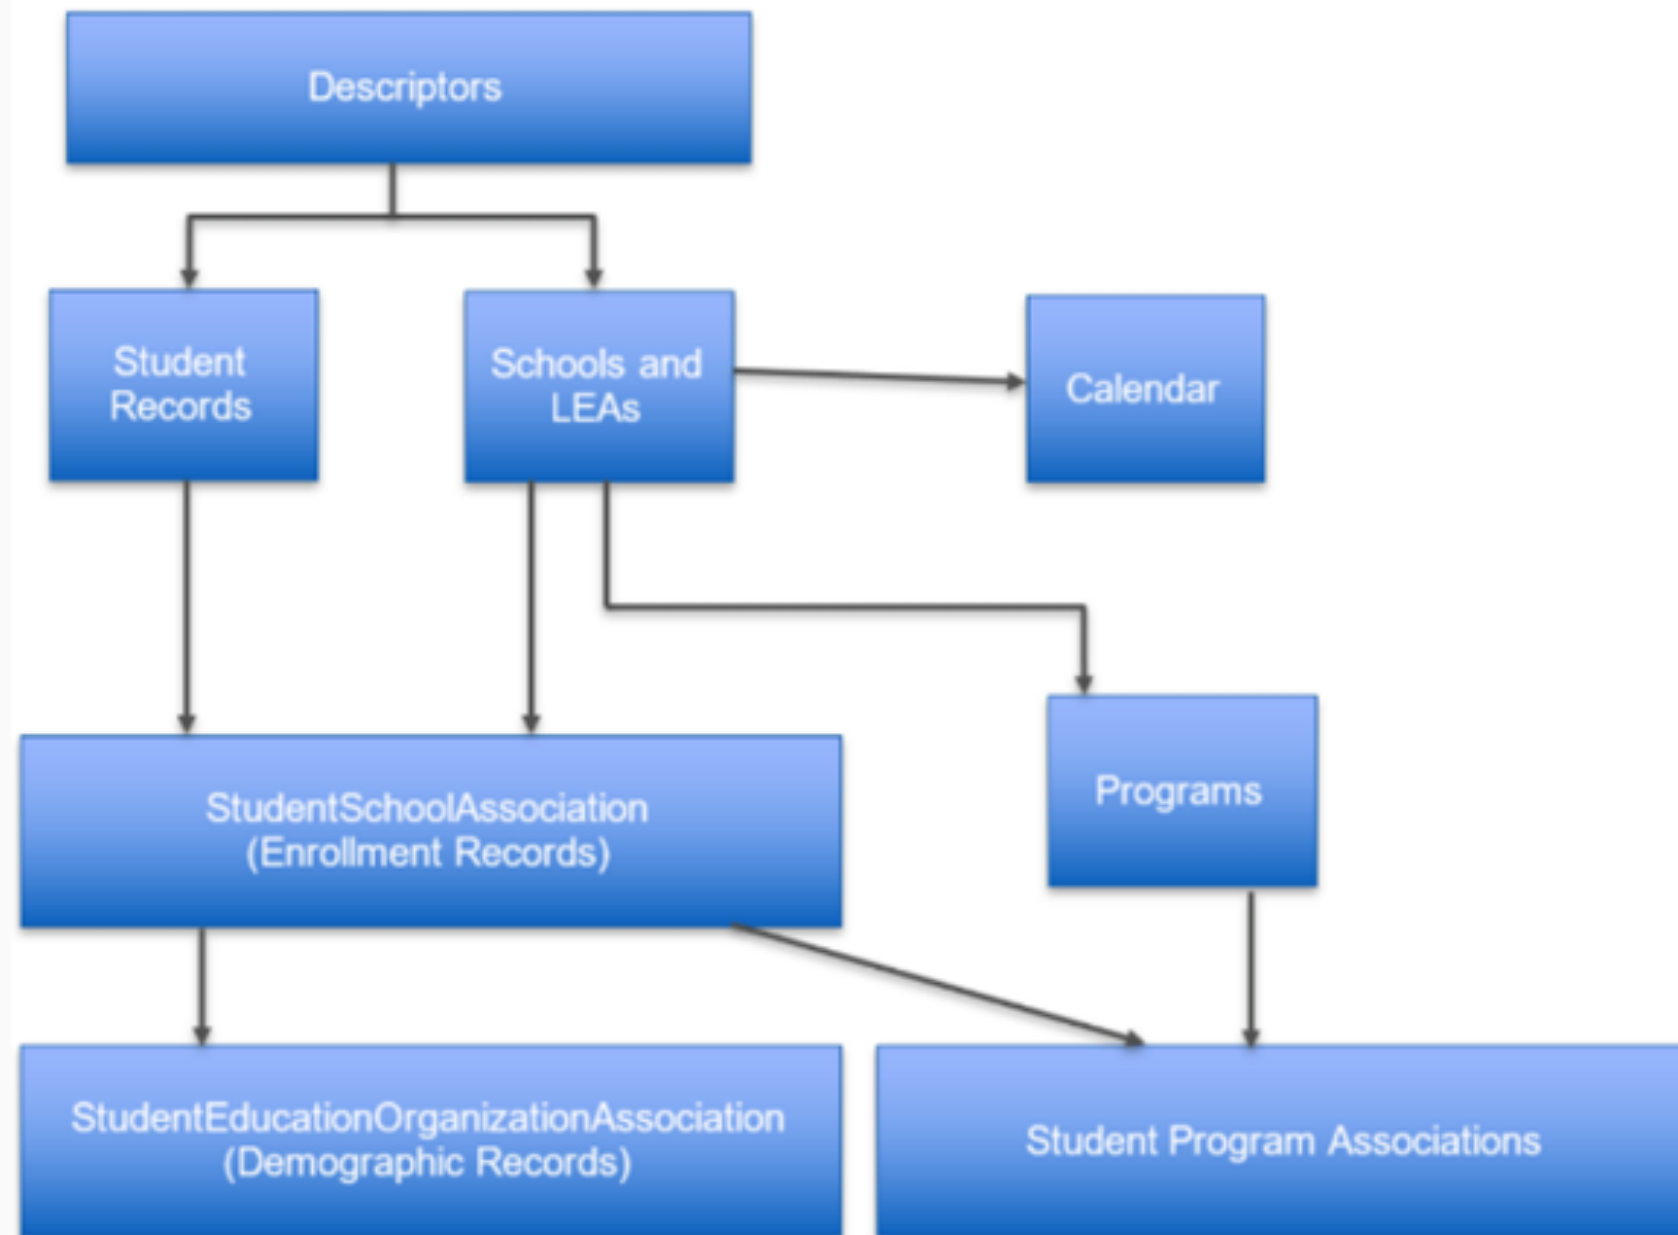 Descriptors
Student
Records
Schools and
LEAs
Calendar
StudentSchoolAssociation
(Enrollment Records)
Programs
StudentEducationOrganizationAssociation
(Demographic Records)
Student Program Associations